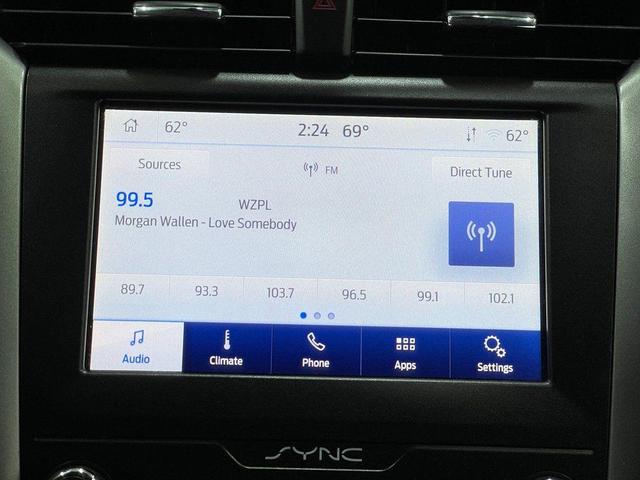 62° 2:24 69° 62°
Sources FM Direct Tune
99.5 WZPL
Morgan Wallen - Love Somebody
89.7 93.3 103.7 96.5 99.1 102.1
Audio Climate Phone Apps Settings
SYNC